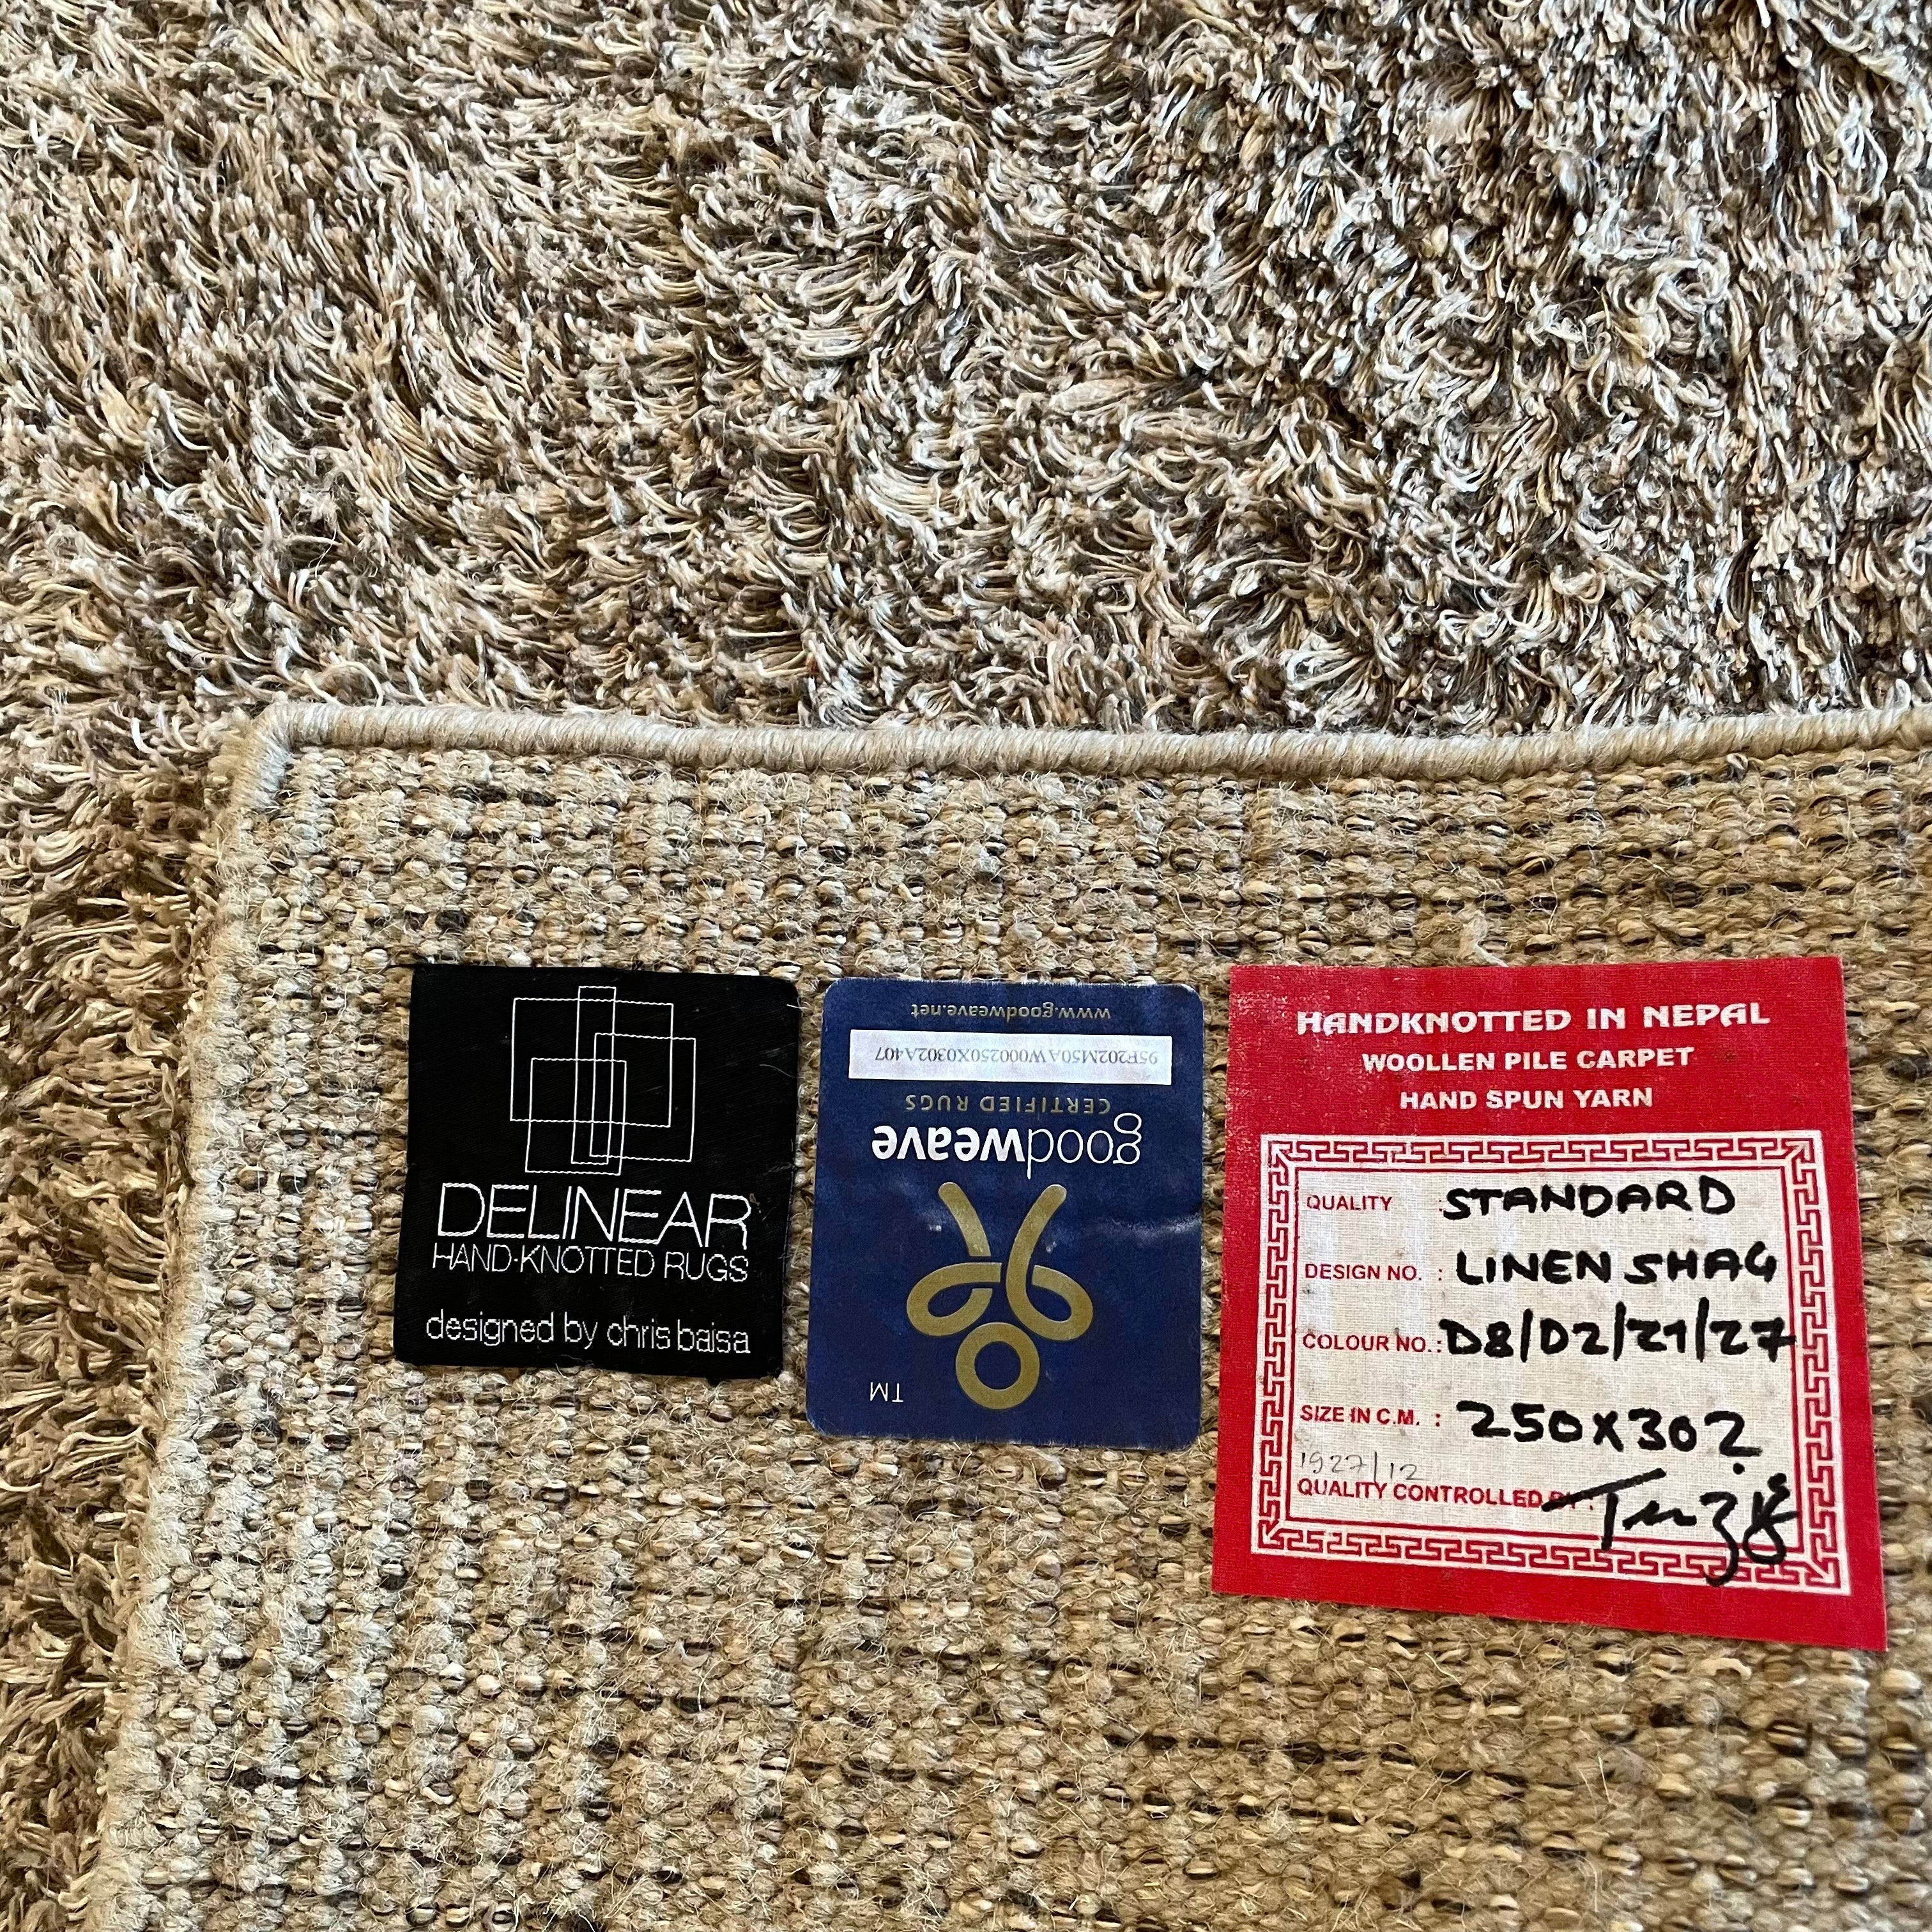 DELINEAR
HAND-KNOTTED RUGS
designed by chris baisa
www.goodweave.net
95F202M50AW000250X0302A407
CERTIFIED RUGS
goodweave
TM
HANDKNOTTED IN NEPAL
WOOLLEN PILE CARPET
HAND SPUN YARN
QUALITY : STANDARD
DESIGN NO. : LINEN SHAG
COLOUR NO.: D8/D2/21/27
SIZE IN C.M. : 250X302
1927/12
QUALITY CONTROLLED BY :